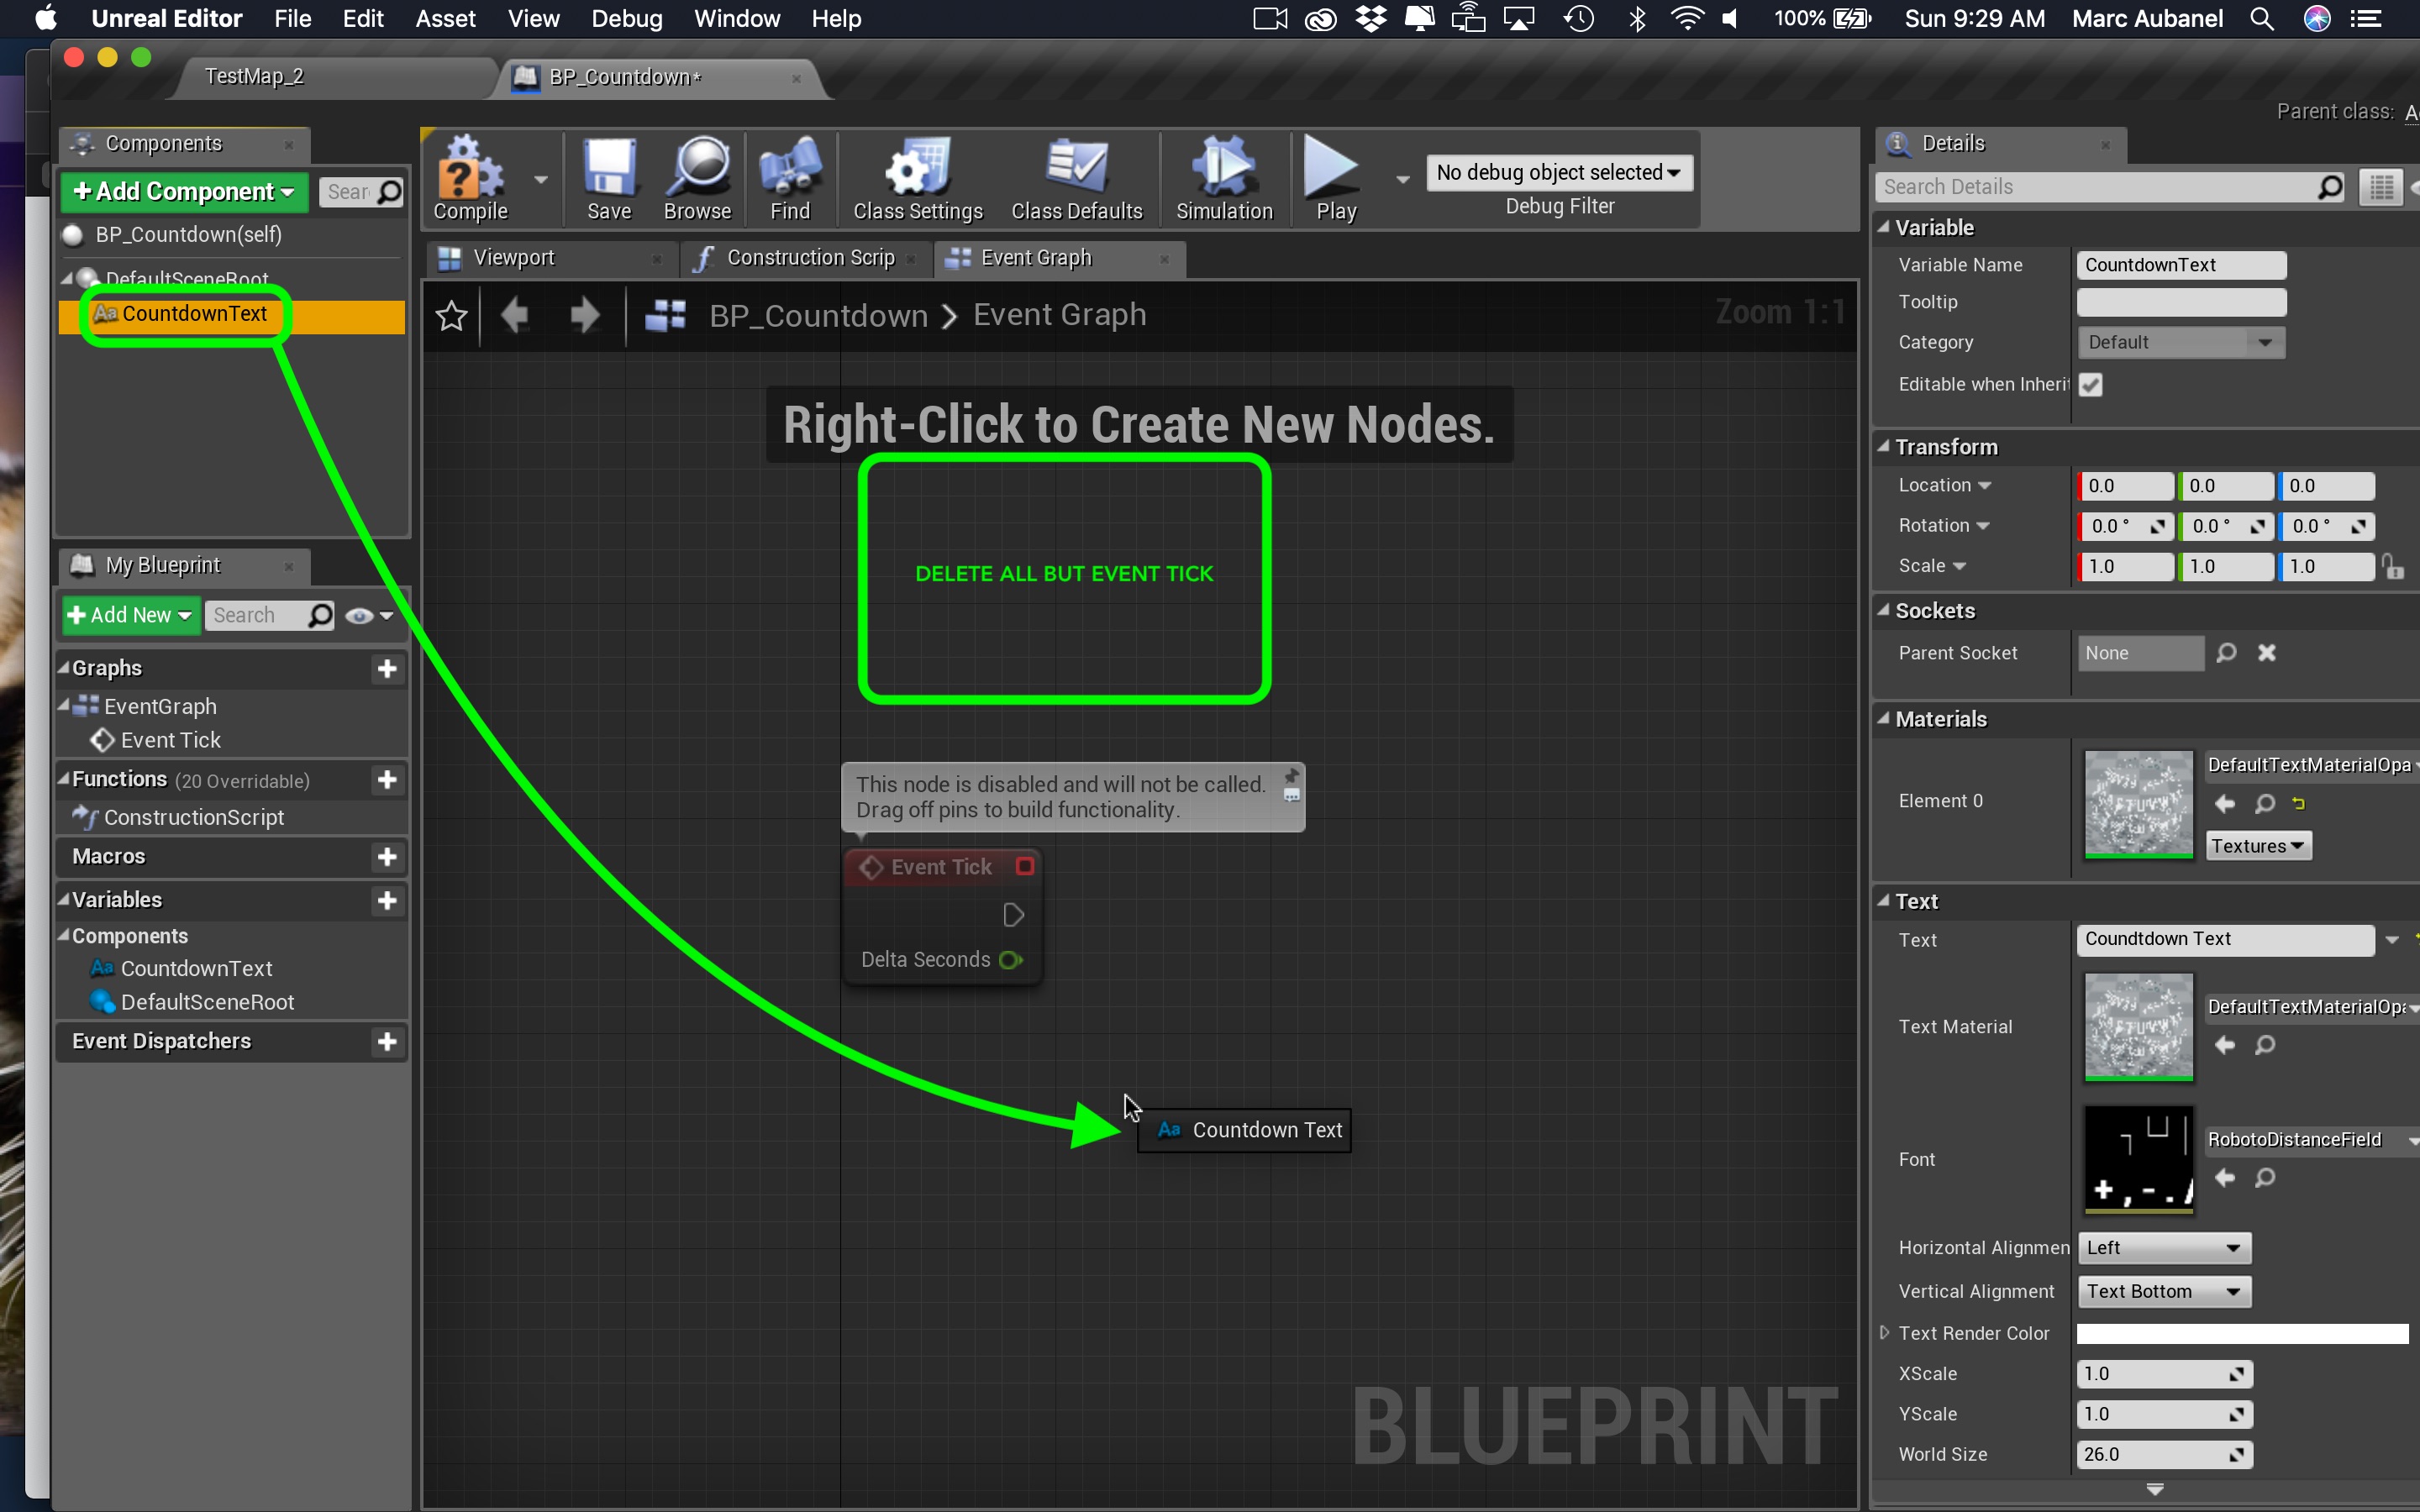 Unreal Editor File Edit Asset View Debug Window Help 100% Sun 9:29 AM Marc Aubanel
TestMap_2
BP_Countdown*
Parent class:
Components
+Add Component
Sear
BP_Countdown(self)
DefaultSceneRoot
Aa CountdownText
My Blueprint
+ Add New
Search
Graphs
EventGraph
Event Tick
Functions (20 Overridable)
ConstructionScript
Macros
Variables
Components
Aa CountdownText
DefaultSceneRoot
Event Dispatchers
Compile
Save
Browse
Find
Class Settings
Class Defaults
Simulation
Play
No debug object selected
Debug Filter
Viewport
Construction Scrip
Event Graph
BP_Countdown > Event Graph
Zoom 1:1
Right-Click to Create New Nodes.
DELETE ALL BUT EVENT TICK
This node is disabled and will not be called.
Drag off pins to build functionality.
Event Tick
Delta Seconds
Aa Countdown Text
BLUEPRINT
Details
Search Details
Variable
Variable Name CountdownText
Tooltip
Category Default
Editable when Inherit
Transform
Location 0.0 0.0 0.0
Rotation 0.0 ° 0.0 ° 0.0 °
Scale 1.0 1.0 1.0
Sockets
Parent Socket None
Materials
Element 0
DefaultTextMaterialOpa
Textures
Text
Text Coundtdown Text
Text Material
DefaultTextMaterialOpa
Font
RobotoDistanceField
+ , - . /
Horizontal Alignmen Left
Vertical Alignment Text Bottom
Text Render Color
XScale 1.0
YScale 1.0
World Size 26.0